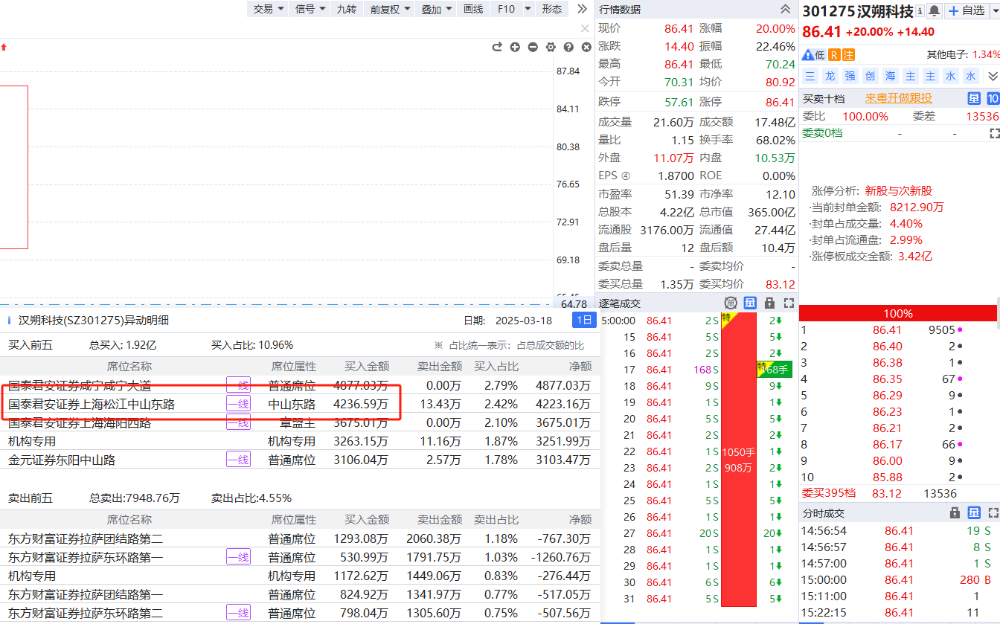 交易 信号 九转 前复权 叠加 画线 F10 形态
87.84
84.11
80.38
76.65
72.91
69.18
64.78
汉朔科技(SZ301275)异动明细 日期: 2025-03-18 1日
买入前五 总买入: 1.92亿 买入占比: 10.96% ※ 占比统一表示：占总成交额的比
席位名称 席位属性 买入金额 卖出金额 买入占比 净额
国泰君安证券咸宁咸宁大道 一线 普通席位 4877.03万 0.00万 2.79% 4877.03万
国泰君安证券上海松江中山东路 一线 中山东路 4236.59万 13.43万 2.42% 4223.16万
国泰君安证券上海海阳西路 一线 章盟主 3675.01万 0.00万 2.10% 3675.01万
机构专用 机构专用 3263.15万 11.16万 1.87% 3251.99万
金元证券东阳中山路 一线 普通席位 3106.04万 2.57万 1.78% 3103.47万
卖出前五 总卖出:7948.76万 卖出占比:4.55%
席位名称 席位属性 买入金额 卖出金额 卖出占比 净额
东方财富证券拉萨团结路第二 普通席位 1293.08万 2060.38万 1.18% -767.30万
东方财富证券拉萨东环路第一 一线 普通席位 530.99万 1791.75万 1.03% -1260.76万
机构专用 机构专用 1172.62万 1449.06万 0.83% -276.44万
东方财富证券拉萨团结路第一 普通席位 824.92万 1341.97万 0.77% -517.05万
东方财富证券拉萨东环路第二 一线 普通席位 798.04万 1305.60万 0.75% -507.56万
行情数据
现价 86.41 涨幅 20.00%
涨跌 14.40 振幅 22.46%
最高 86.41 最低 70.24
今开 70.31 均价 80.92
跌停 57.61 涨停 86.41
成交量 21.60万 成交额 17.48亿
量比 1.15 换手率 68.02%
外盘 11.07万 内盘 10.53万
EPS ④ 1.8700 ROE 0.00%
市盈率 51.39 市净率 12.10
总股本 4.22亿 总市值 365.00亿
流通股 3176.00万 流通值 27.44亿
盘后量 12 盘后额 10.4万
委卖总量 - 委卖均价 -
委买总量 1.35万 委买均价 83.12
逐笔成交 单 量
5:00:00 86.41 2 S 特 2
15 86.41 5 S 5
16 86.41 2 S 2
17 86.41 168 S 特 168手
18 86.41 9 S 9
19 86.41 1 S 1
20 86.41 5 S 5
21 86.41 2 S 2
22 86.41 1 S 1050手 1
23 86.41 2 S 908万 2
24 86.41 1 S 1
25 86.41 5 S 5
26 86.41 1 S 1
27 86.41 20 S 20
28 86.41 1 S 1
29 86.41 1 S 1
30 86.41 6 S 6
31 86.41 5 S 5
301275 汉朔科技 自选
86.41 +20.00% +14.40
低 R 注 其他电子: 1.34%
三 龙 强 创 海 主 主 水 水
买卖十档 来粤开做跟投 量 10
委比 100.00% 委差 13536
委卖0档 - -
涨停分析: 新股与次新股
·当前封单金额: 8212.90万
·封单占成交量: 4.40%
·封单占流通盘: 2.99%
·涨停板成交金额: 3.42亿
100%
1 86.41 9505
2 86.40 2
3 86.38 1
4 86.35 67
5 86.29 9
6 86.23 1
7 86.21 2
8 86.17 66
9 86.00 9
10 85.88 2
委买395档 83.12 13536
分时成交 量
14:56:54 86.41 19 S
14:56:57 86.41 8 S
14:57:00 86.41 1 S
15:00:00 86.41 280 B
15:11:00 86.41 1
15:22:15 86.41 11